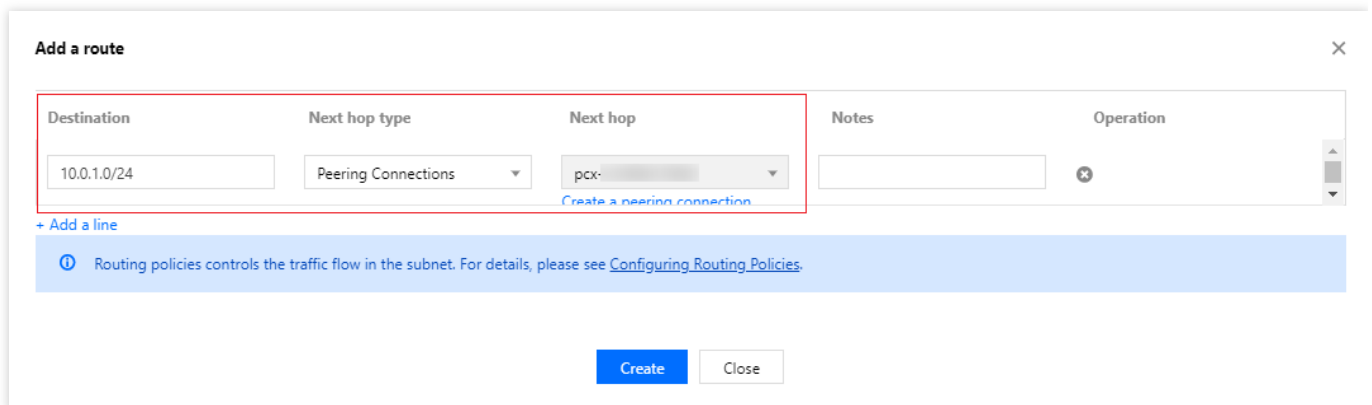 Add a route
Destination Next hop type Next hop Notes Operation
10.0.1.0/24 Peering Connections pcx-
Create a peering connection
+ Add a line
Routing policies controls the traffic flow in the subnet. For details, please see Configuring Routing Policies.
Create Close